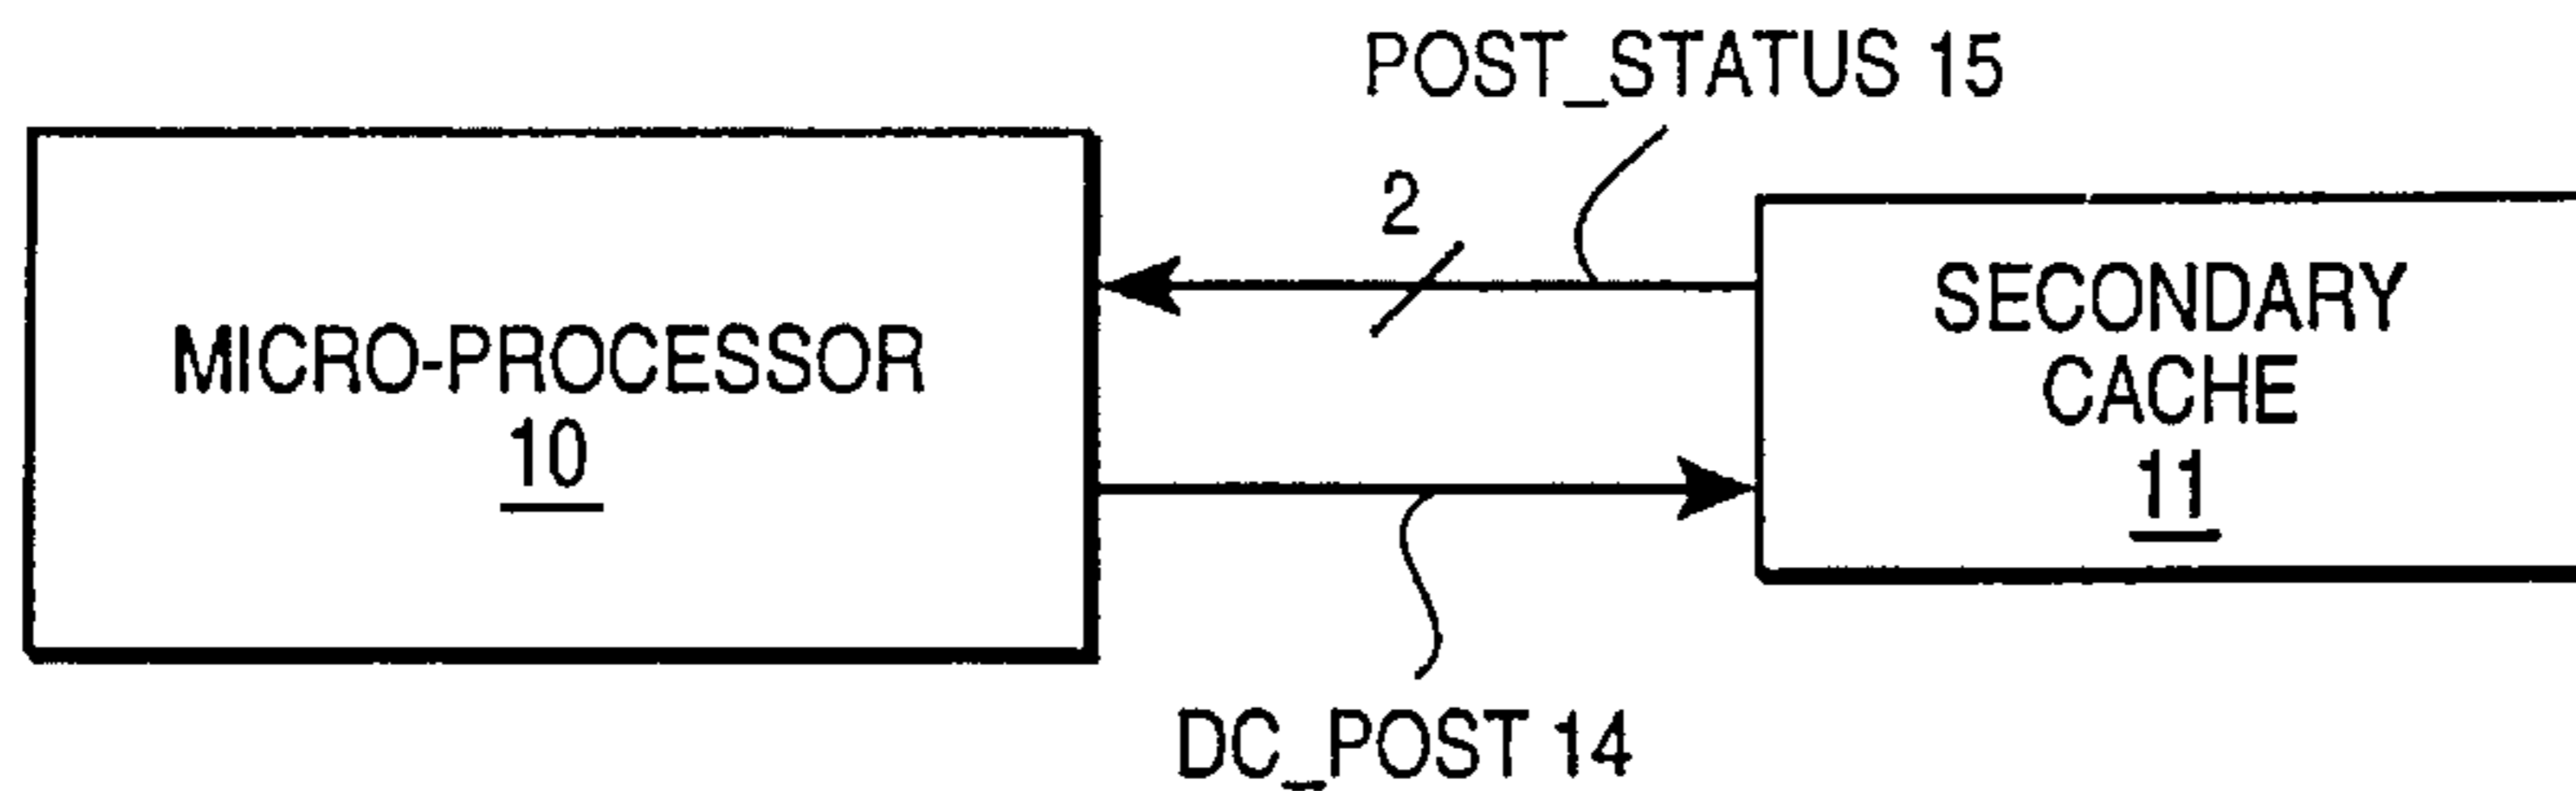 POST_STATUS 15
2
MICRO-PROCESSOR
10
SECONDARY
CACHE
11
DC_POST 14